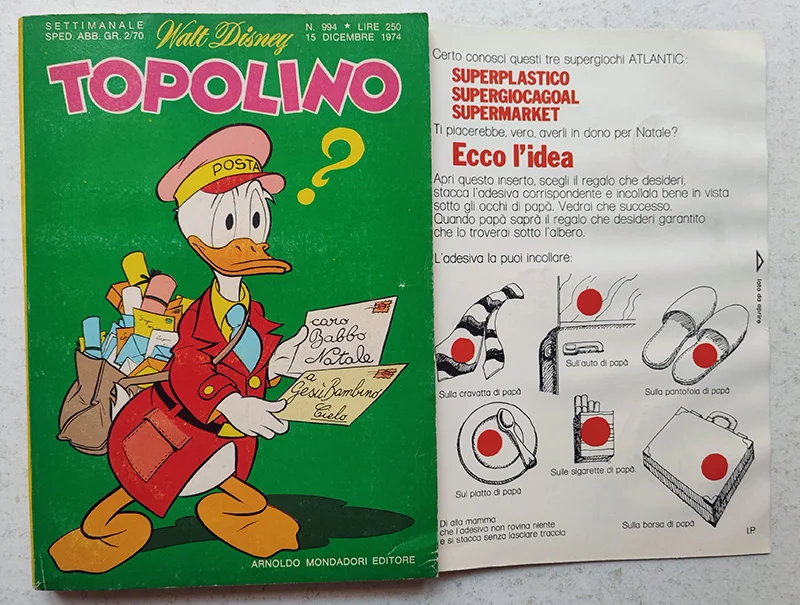 SETTIMANALE
SPED. ABB. GR. 2/70
Walt Disney
N. 994 ★ LIRE 250
15 DICEMBRE 1974
TOPOLINO
POSTA
?
caro
Babbo
Natale
a
Gesù Bambino
Cielo
ARNOLDO MONDADORI EDITORE
Certo conosci questi tre supergiochi ATLANTIC:
SUPERPLASTICO
SUPERGIOCAGOAL
SUPERMARKET
Ti placerebbe, vero, averli in dono per Natale?
Ecco l'idea
Apri questo inserto, scegli il regalo che desideri,
stacca l'adesiva corrispondente e incollala bene in vista
sotto gli occhi di papà. Vedrai che successo.
Quando papà saprà il regalo che desideri garantito
che lo troverai sotto l'albero.
L'adesiva la puoi incollare:
lato da aprire
Sulla cravatta di papà
Sull'auto di papà
Sulla pantofola di papà
Sul piatto di papà
Sulle sigarette di papà.
Sulla borsa di papà
Di alla mamma
che l'adesiva non rovina niente
e si stacca senza lasciare traccia
I.P.